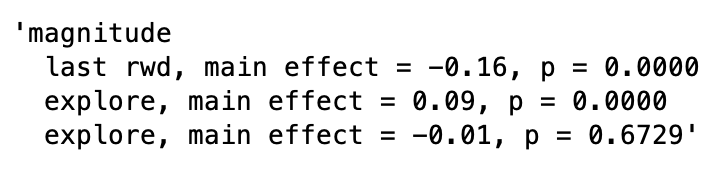 'magnitude
last rwd, main effect = -0.16, p = 0.0000
explore, main effect = 0.09, p = 0.0000
explore, main effect = -0.01, p = 0.6729'